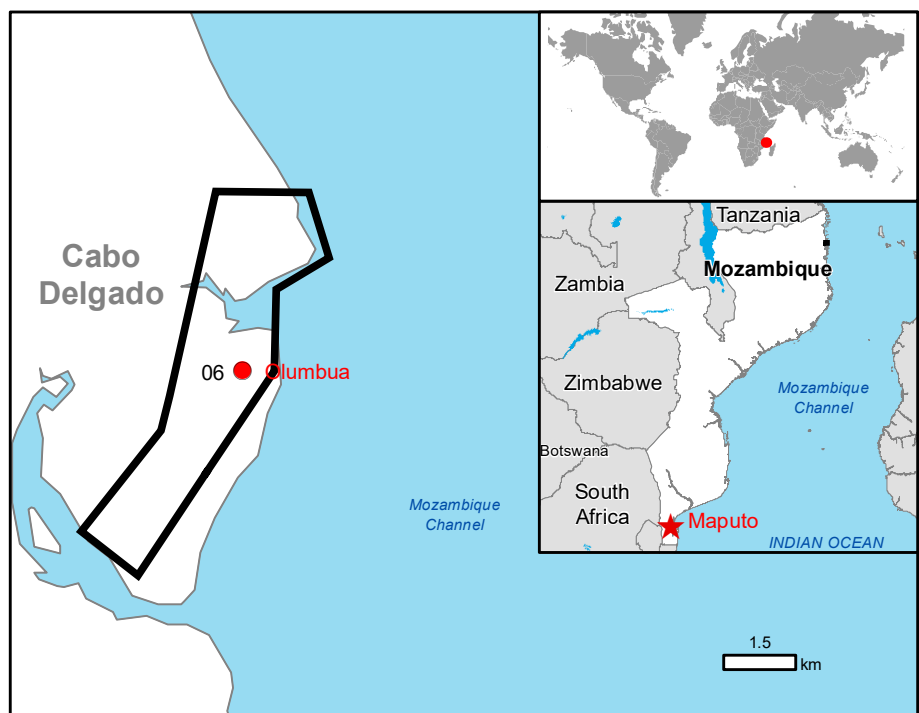 Cabo
Delgado
06
Olumbua
Mozambique
Channel
1.5
km
Tanzania
Mozambique
Zambia
Zimbabwe
Mozambique
Channel
Botswana
South
Africa
Maputo
INDIAN OCEAN